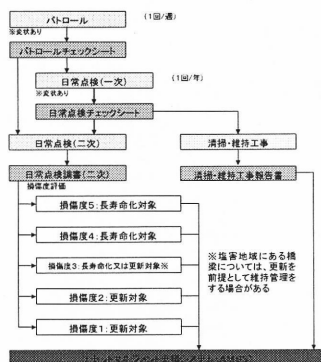 パトロール
(1回/週)
※変状あり
パトロールチェックシート
日常点検(一次)
(1回/年)
※変状あり
日常点検チェックシート
日常点検(二次)
清掃・維持工事
日常点検調書(二次)
清掃・維持工事報告書
損傷度評価
損傷度5:長寿命化対象
損傷度4:長寿命化対象
損傷度3:長寿命化又は更新対象※
※塩害地域にある橋
梁については、更新を
前提として維持管理を
する場合がある
損傷度2:更新対象
損傷度1:更新対象